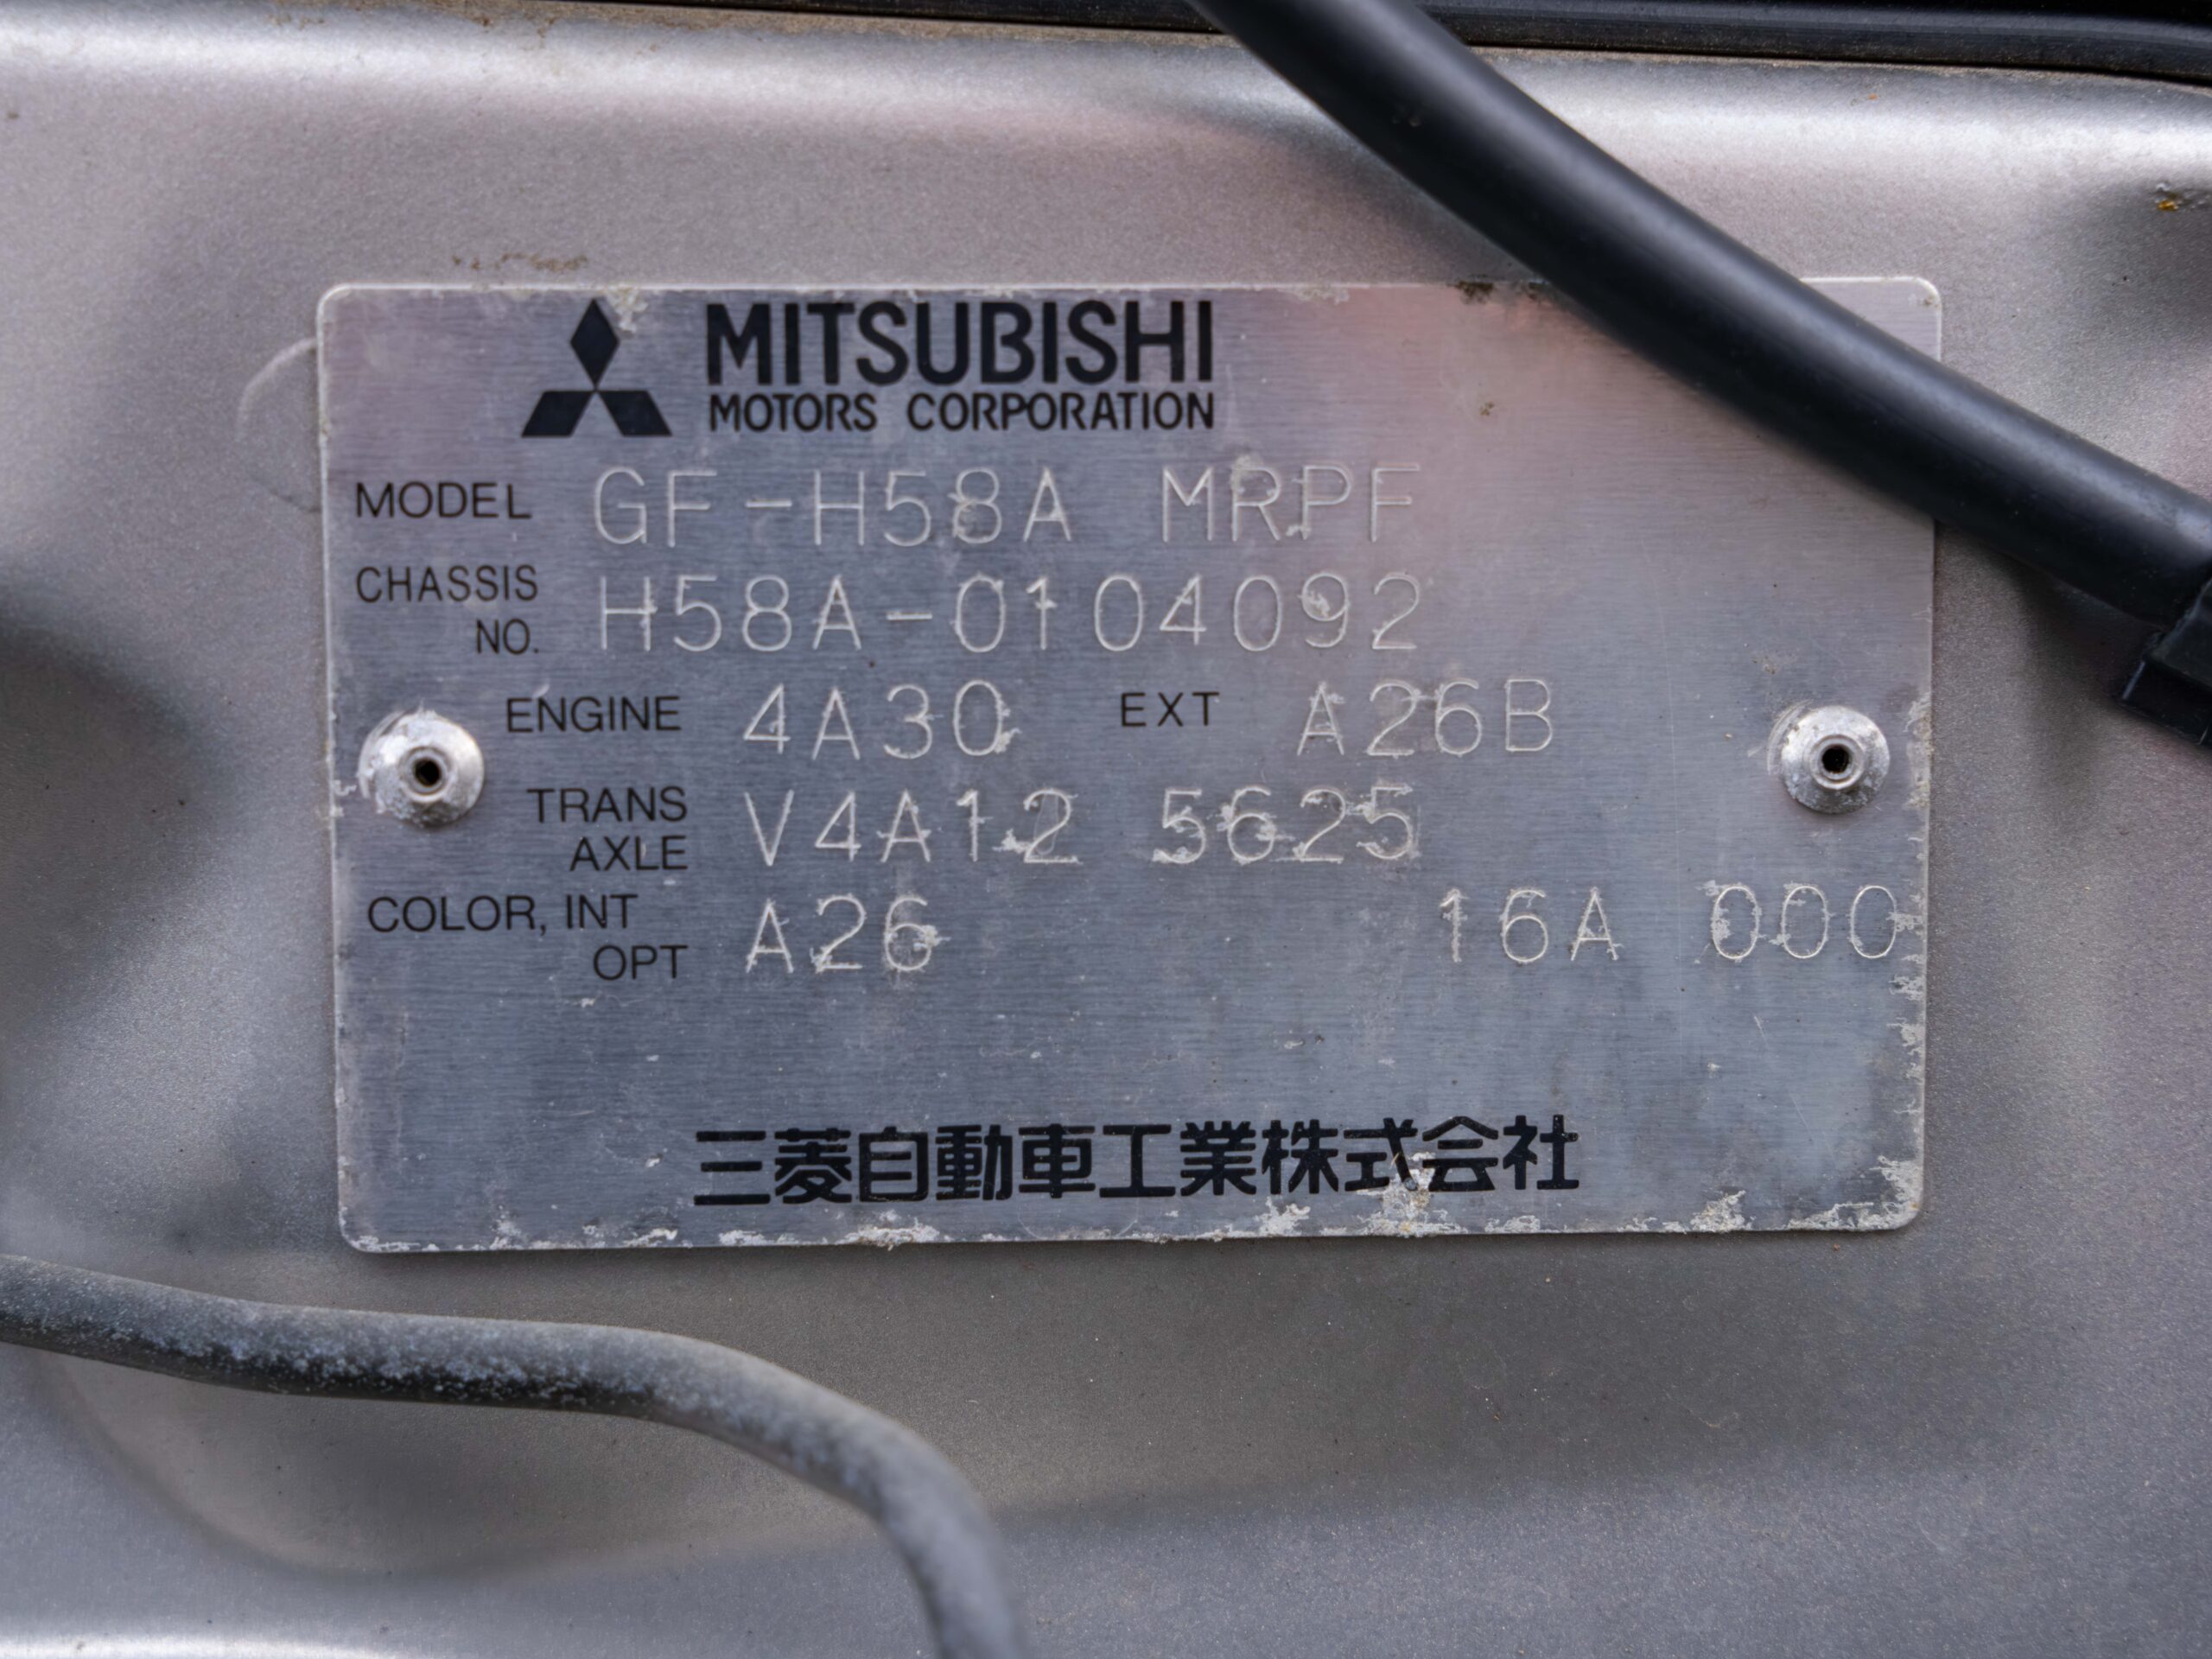 MITSUBISHI
MOTORS CORPORATION
MODEL GF-H58A MRPF
CHASSIS NO. H58A-0104092
ENGINE 4A30 EXT A26B
TRANS AXLE V4A12 5625
COLOR, INT OPT A26 16A 000
三菱自動車工業株式会社